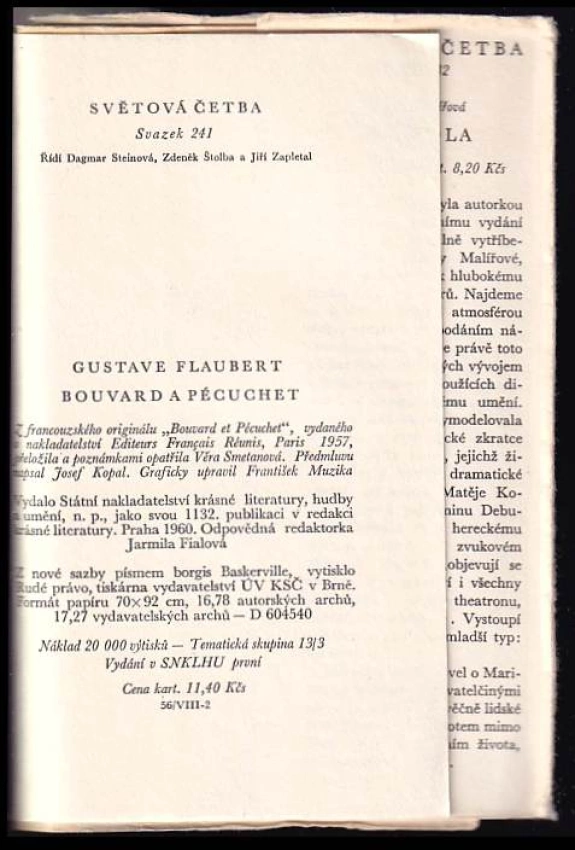 SVĚTOVÁ ČETBA
Svazek 241
Řídí Dagmar Steinová, Zdeněk Štolba a Jiří Zapletal
GUSTAVE FLAUBERT
BOUVARD A PÉCUCHET
Z francouzského originálu „Bouvard et Pécuchet“, vydaného
v nakladatelství Editeurs Français Réunis, Paris 1957,
přeložila a poznámkami opatřila Věra Smetanová. Předmluvu
napsal Josef Kopal. Graficky upravil František Muzika
Vydalo Státní nakladatelství krásné literatury, hudby
a umění, n. p., jako svou 1132. publikaci v redakci
krásné literatury. Praha 1960. Odpovědná redaktorka
Jarmila Fialová
Z nové sazby písmem borgis Baskerville, vytisklo
Rudé právo, tiskárna vydavatelství ÚV KSČ v Brně.
Formát papíru 70×92 cm, 16,78 autorských archů,
17,27 vydavatelských archů — D 604540
Náklad 20 000 výtisků — Tematická skupina 13/3
Vydání v SNKLHU první
Cena kart. 11,40 Kčs
56/VIII-2
ČETBA
LA
8,20 Kčs
yla autorkou
nímu vydání
lně vytříbe-
Malířové,
hlubokému
rů. Najdeme
atmosférou
podáním ná-
e právě toto
ých vývojem
oužících di-
ému umění.
ymodelovala
cké zkratce
, jejichž ži-
dramatické
Matěje Ko-
ninu Debu-
hereckému
zvukovém
objevují se
í i všechny
theatronu,
. Vystoupí
mladší typ:
vel o Mari-
vatelčinými
ěčně lidské
otem mimo
ím života,